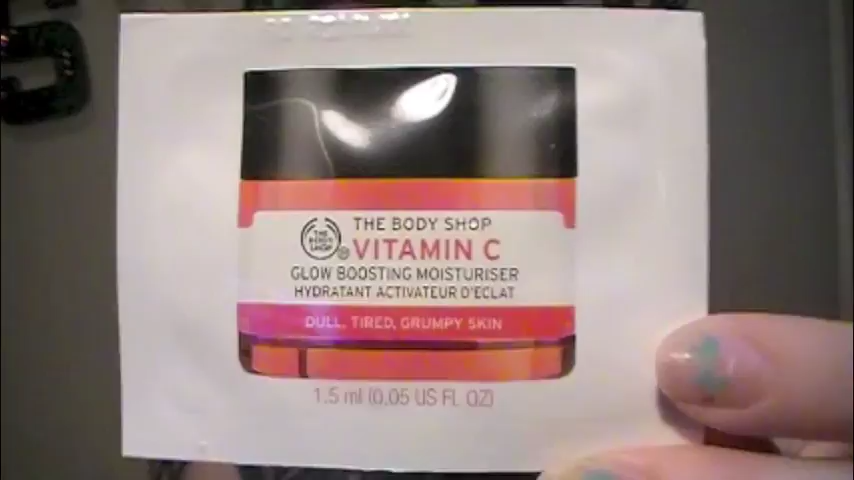 THE BODY SHOP
THE
BODY
SHOP
®
VITAMIN C
GLOW BOOSTING MOISTURISER
HYDRATANT ACTIVATEUR D'ECLAT
DULL, TIRED, GRUMPY SKIN
1.5 ml (0.05 US FL OZ)